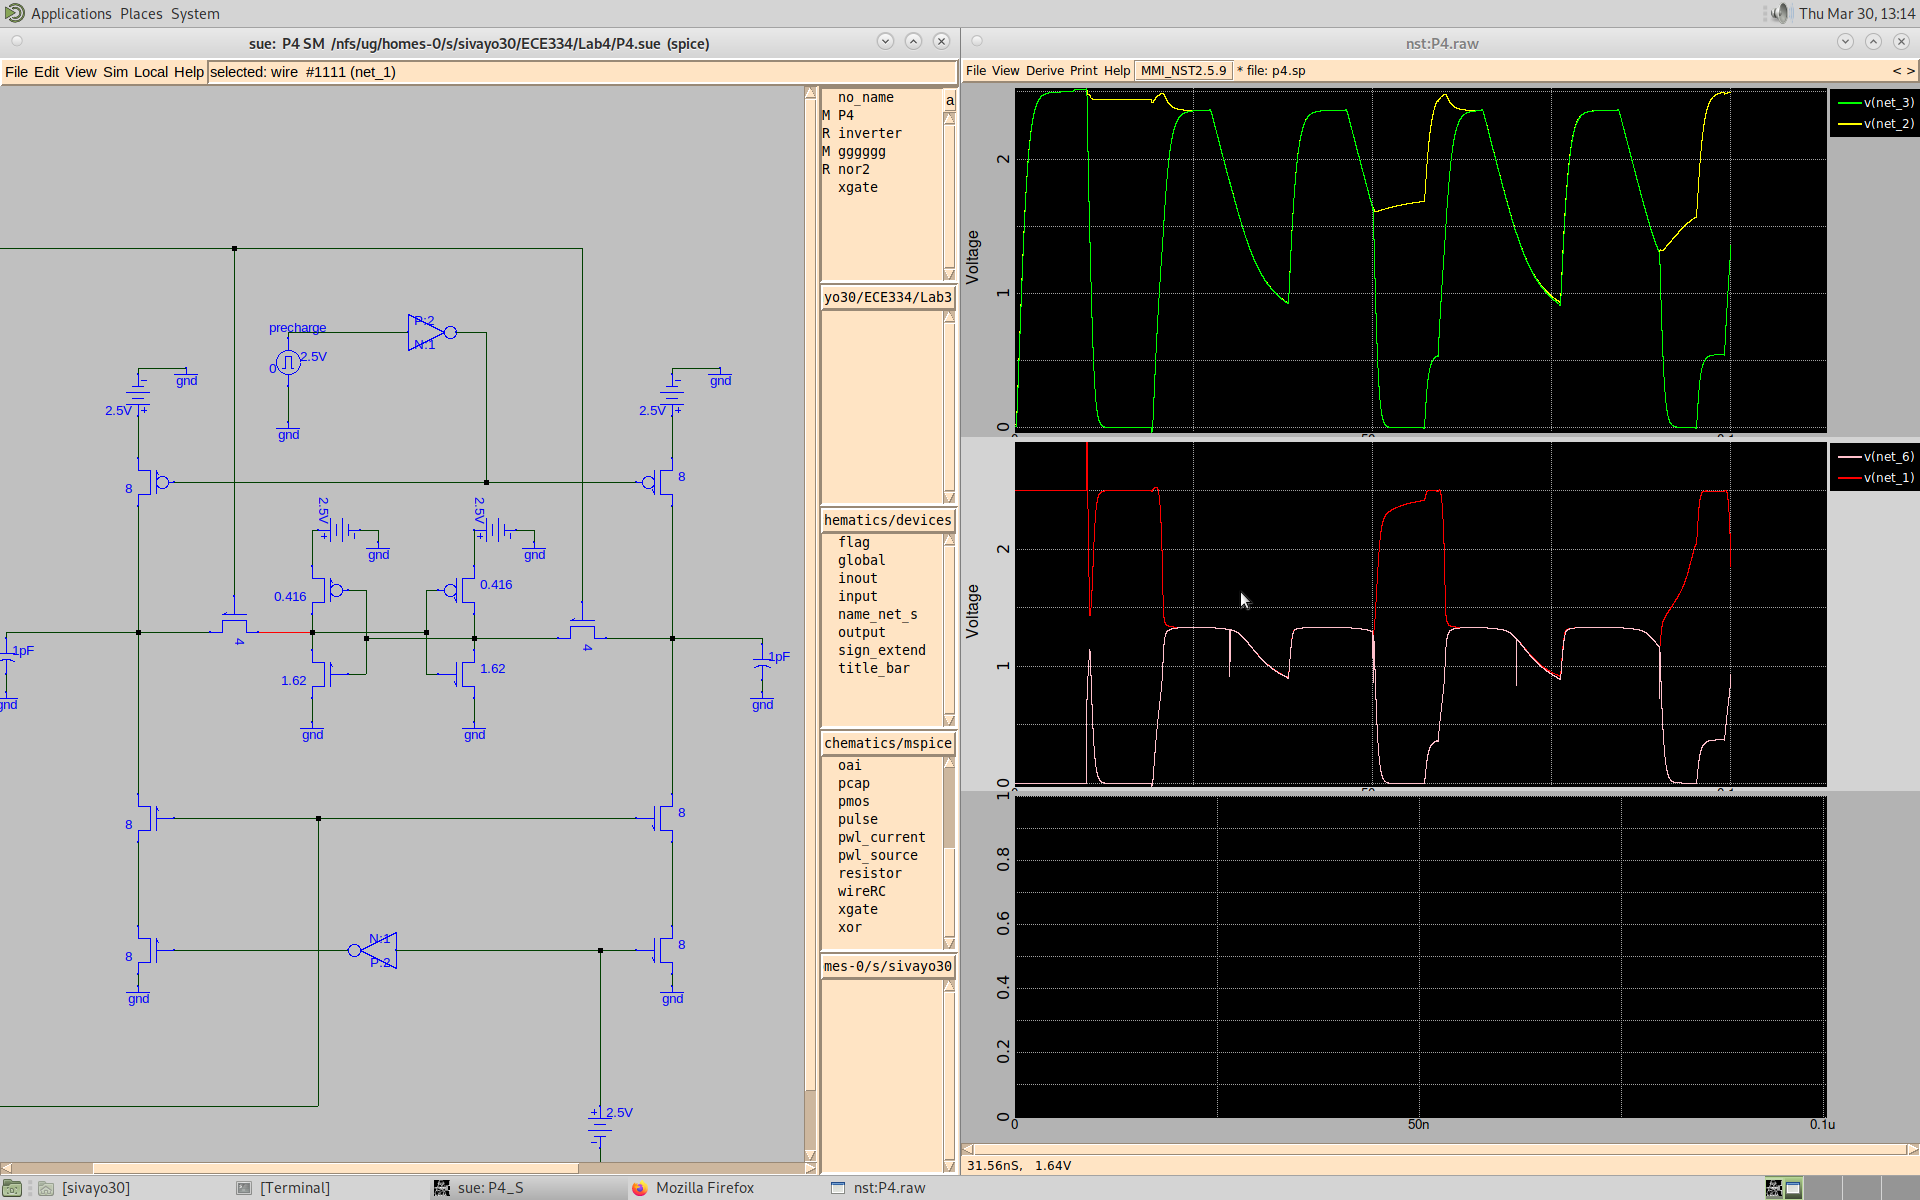 Applications Places System
Thu Mar 30, 13:14
sue: P4 SM /nfs/ug/homes-0/s/sivayo30/ECE334/Lab4/P4.sue (spice)
File Edit View Sim Local Help
selected: wire #1111 (net_1)
precharge
2.5V
0
gnd
P:2
N:1
gnd
2.5V
gnd
2.5V
8
8
2.5V
gnd
2.5V
gnd
0.416
0.416
4
4
1pF
gnd
1.62
1.62
gnd
gnd
1pF
gnd
8
8
N:1
P:2
8
8
gnd
gnd
2.5V
no_name
a
M P4
R inverter
M gggggg
R nor2
xgate
yo30/ECE334/Lab3
hematics/devices
flag
global
inout
input
name_net_s
output
sign_extend
title_bar
chematics/mspice
oai
pcap
pmos
pulse
pwl_current
pwl_source
resistor
wireRC
xgate
xor
mes-0/s/sivayo30
nst:P4.raw
File View Derive Print Help
MMI_NST2.5.9
* file: p4.sp
< >
v(net_3)
v(net_2)
Voltage
2
1
0
v(net_6)
v(net_1)
Voltage
2
1
0
1
0.8
0.6
0.4
0.2
0
0
50n
0.1u
31.56nS, 1.64V
[sivayo30]
[Terminal]
sue: P4_S
Mozilla Firefox
nst:P4.raw